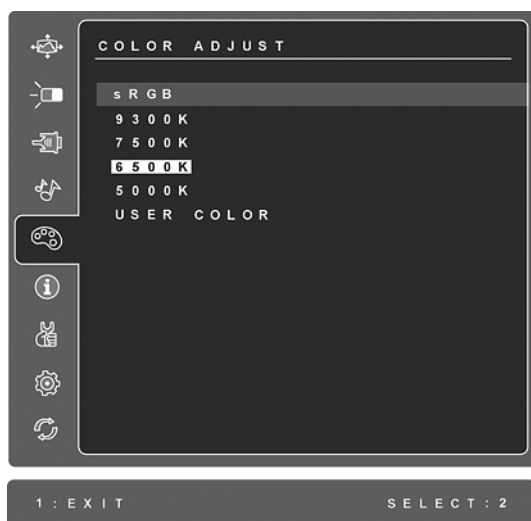 COLOR ADJUST
sRGB
9300K
7500K
6500K
5000K
USER COLOR
1:EXIT SELECT:2